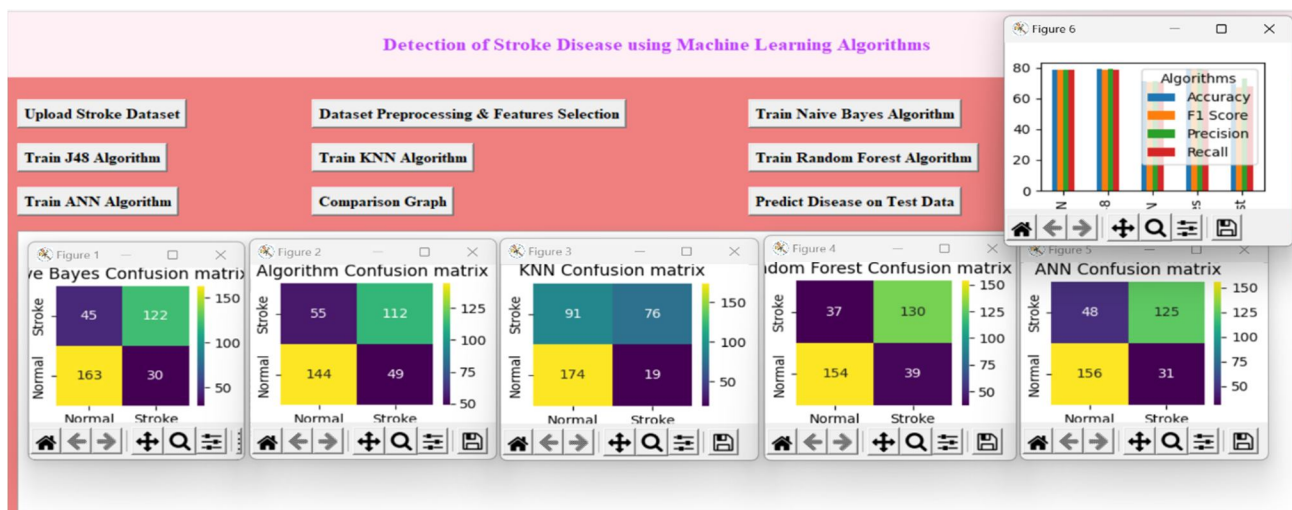 Detection of Stroke Disease using Machine Learning Algorithms
Upload Stroke Dataset
Dataset Preprocessing & Features Selection
Train Naive Bayes Algorithm
Train J48 Algorithm
Train KNN Algorithm
Train Random Forest Algorithm
Train ANN Algorithm
Comparison Graph
Predict Disease on Test Data
Figure 6
80
60
40
20
0
Algorithms
Accuracy
F1 Score
Precision
Recall
Figure 1
ve Bayes Confusion matrix
Stroke
Normal
45 122
163 30
Normal Stroke
150
100
50
Figure 2
Algorithm Confusion matrix
Stroke
Normal
55 112
144 49
Normal Stroke
125
100
75
50
Figure 3
KNN Confusion matrix
Stroke
Normal
91 76
174 19
Normal Stroke
150
100
50
Figure 4
dom Forest Confusion matrix
Stroke
Normal
37 130
154 39
Normal Stroke
150
125
100
75
50
Figure 5
ANN Confusion matrix
Stroke
Normal
48 125
156 31
Normal Stroke
150
125
100
75
50